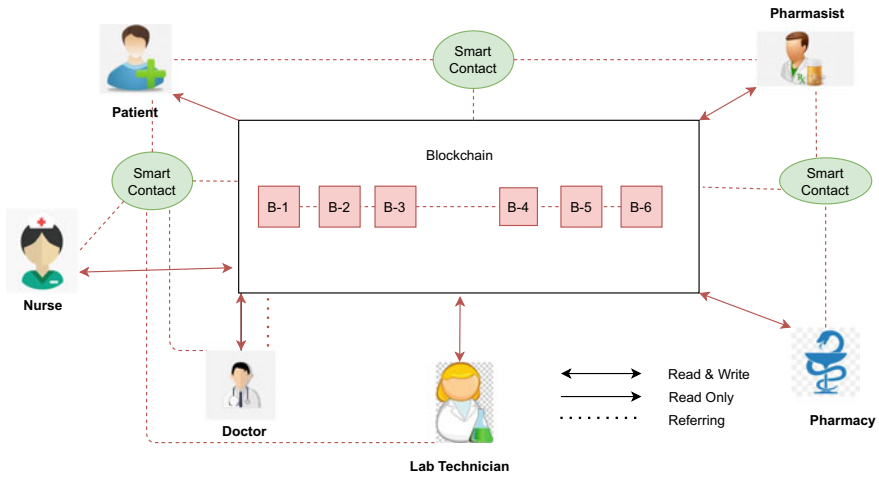 Pharmasist
Smart
Contact
Patient
Blockchain
Smart
Contact
Smart
Contact
B-1
B-2
B-3
B-4
B-5
B-6
Nurse
Read & Write
Read Only
Referring
Doctor
Pharmacy
Lab Technician